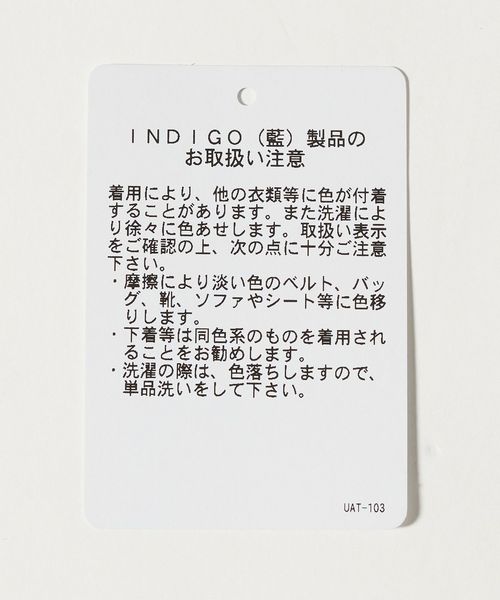 ＩＮＤＩＧＯ（藍）製品の
お取扱い注意
着用により、他の衣類等に色が付着
することがあります。また洗濯によ
り徐々に色あせします。取扱い表示
をご確認の上、次の点に十分ご注意
下さい。
・摩擦により淡い色のベルト、バッ
グ、靴、ソファやシート等に色移
りします。
・下着等は同色系のものを着用され
ることをお勧めします。
・洗濯の際は、色落ちしますので、
単品洗いをして下さい。
UAT-103